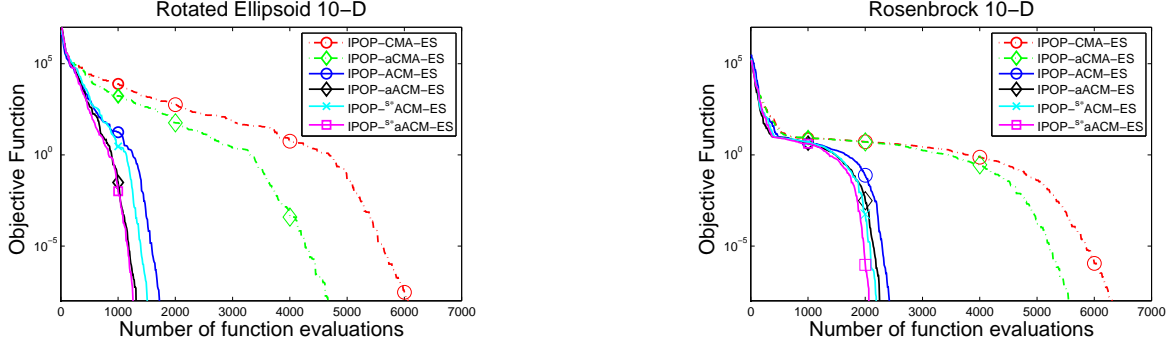 Rotated Ellipsoid 10−D
Objective Function
10^5
10^0
10^−5
IPOP−CMA−ES
IPOP−aCMA−ES
IPOP−ACM−ES
IPOP−aACM−ES
IPOP−^s*ACM−ES
IPOP−^s*aACM−ES
0 1000 2000 3000 4000 5000 6000 7000
Number of function evaluations
Rosenbrock 10−D
Objective Function
10^5
10^0
10^−5
IPOP−CMA−ES
IPOP−aCMA−ES
IPOP−ACM−ES
IPOP−aACM−ES
IPOP−^s*ACM−ES
IPOP−^s*aACM−ES
0 1000 2000 3000 4000 5000 6000 7000
Number of function evaluations